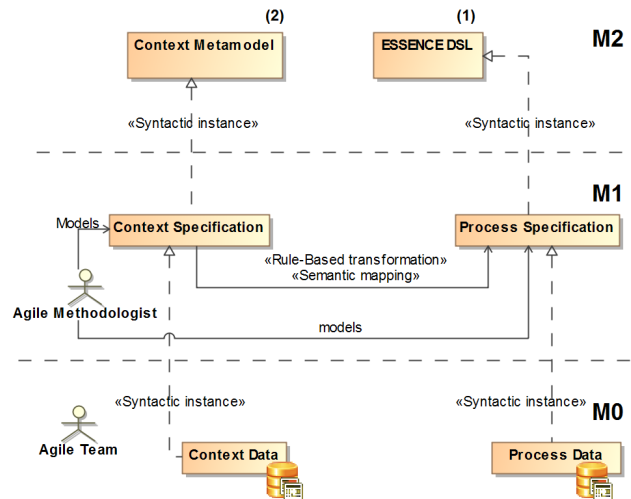 (2)
(1)
Context Metamodel
ESSENCE DSL
M2
«Syntactic instance»
«Syntactic instance»
M1
Models
Context Specification
Process Specification
«Rule-Based transformation»
«Semantic mapping»
Agile Methodologist
models
«Syntactic instance»
«Syntactic instance»
M0
Agile Team
Context Data
Process Data